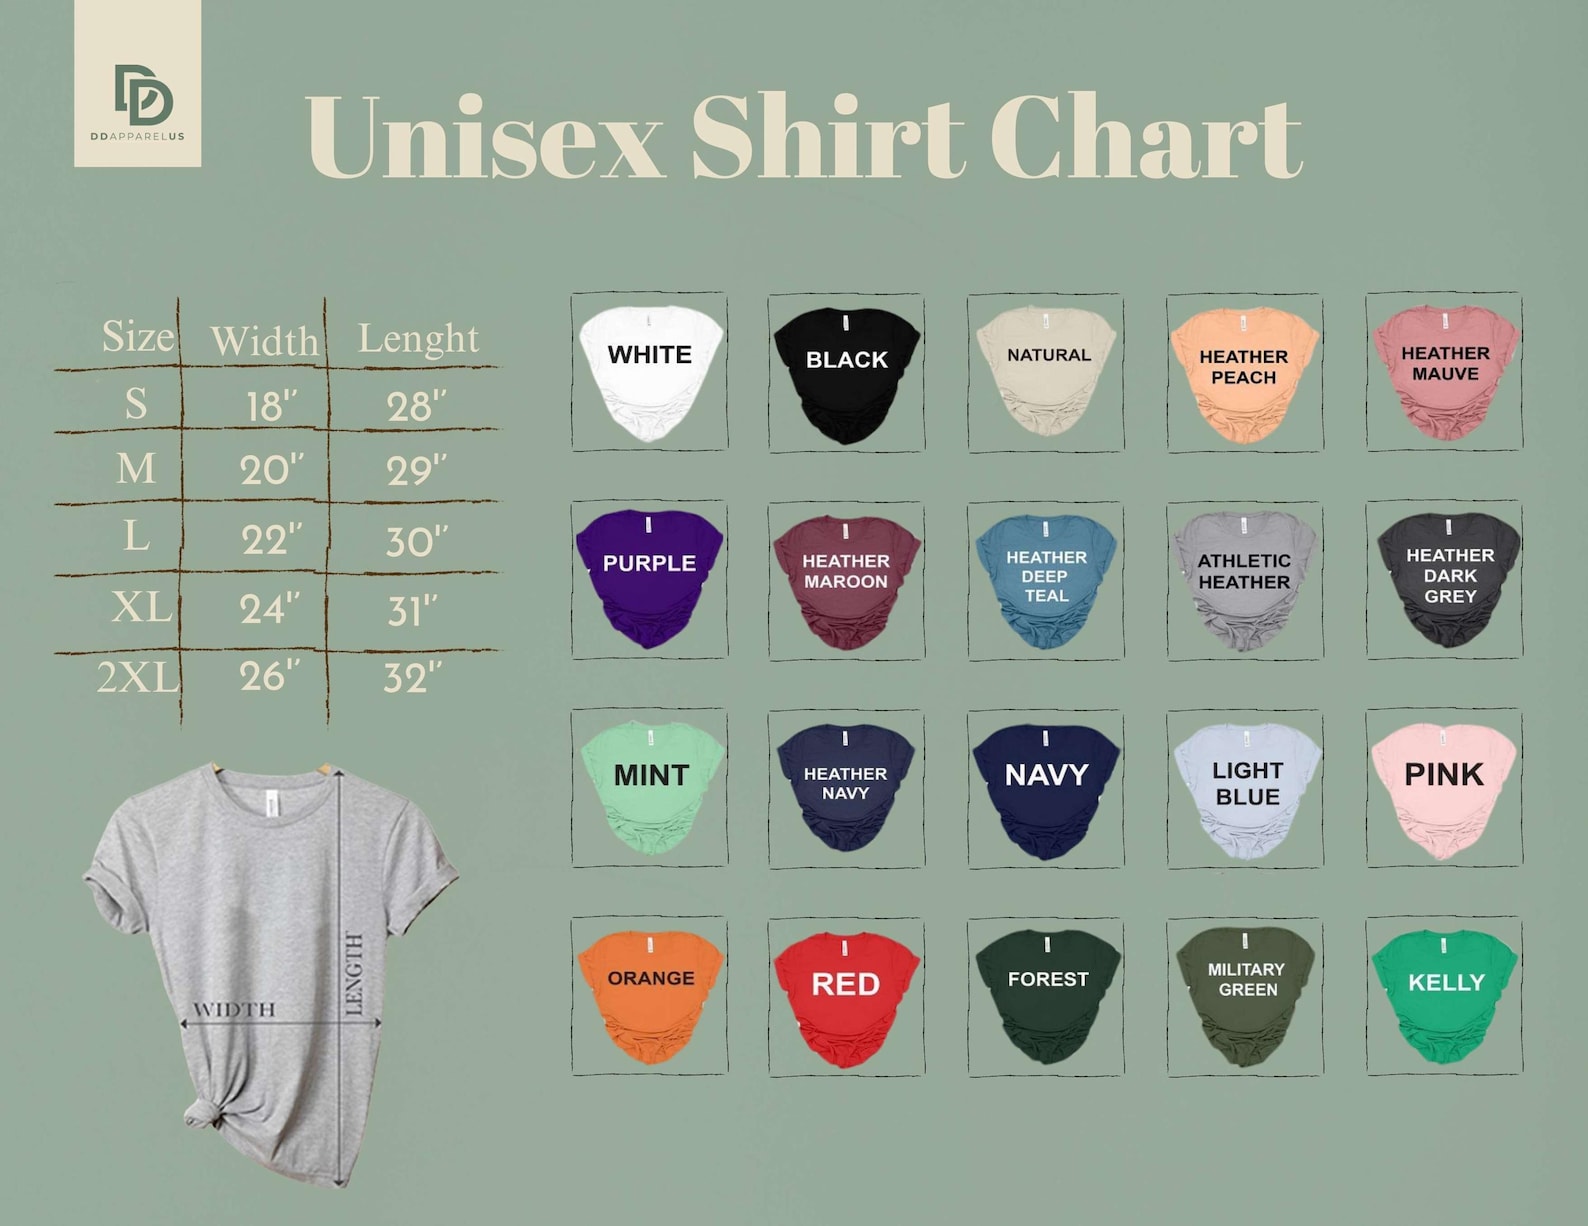 DDAPPARELUS
Unisex Shirt Chart
Size Width Lenght
S 18" 28"
M 20" 29"
L 22" 30"
XL 24" 31"
2XL 26" 32"
WIDTH
LENGTH
WHITE
BLACK
NATURAL
HEATHER
PEACH
HEATHER
MAUVE
PURPLE
HEATHER
MAROON
HEATHER
DEEP
TEAL
ATHLETIC
HEATHER
HEATHER
DARK
GREY
MINT
HEATHER
NAVY
NAVY
LIGHT
BLUE
PINK
ORANGE
RED
FOREST
MILITARY
GREEN
KELLY